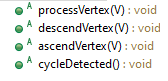 A processVertex(V) : void
A descendVertex(V) : void
A ascendVertex(V) : void
A cycleDetected() : void